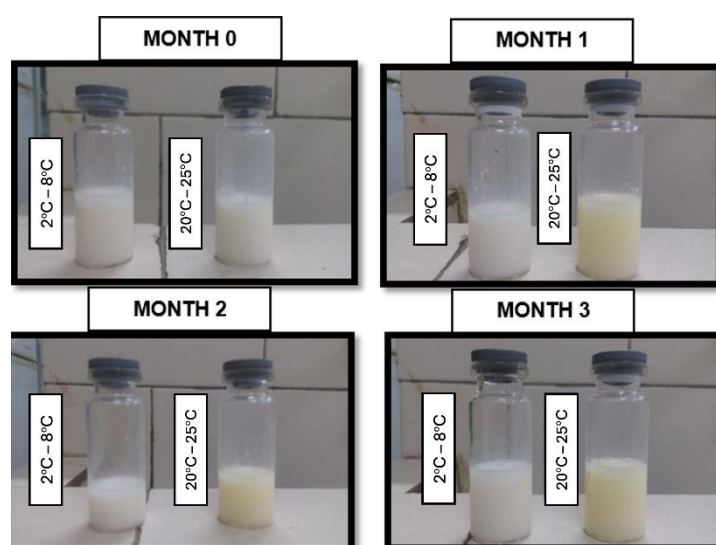 MONTH 0
2°C – 8°C
20°C – 25°C
MONTH 1
2°C – 8°C
20°C – 25°C
MONTH 2
2°C – 8°C
20°C – 25°C
MONTH 3
2°C – 8°C
20°C – 25°C